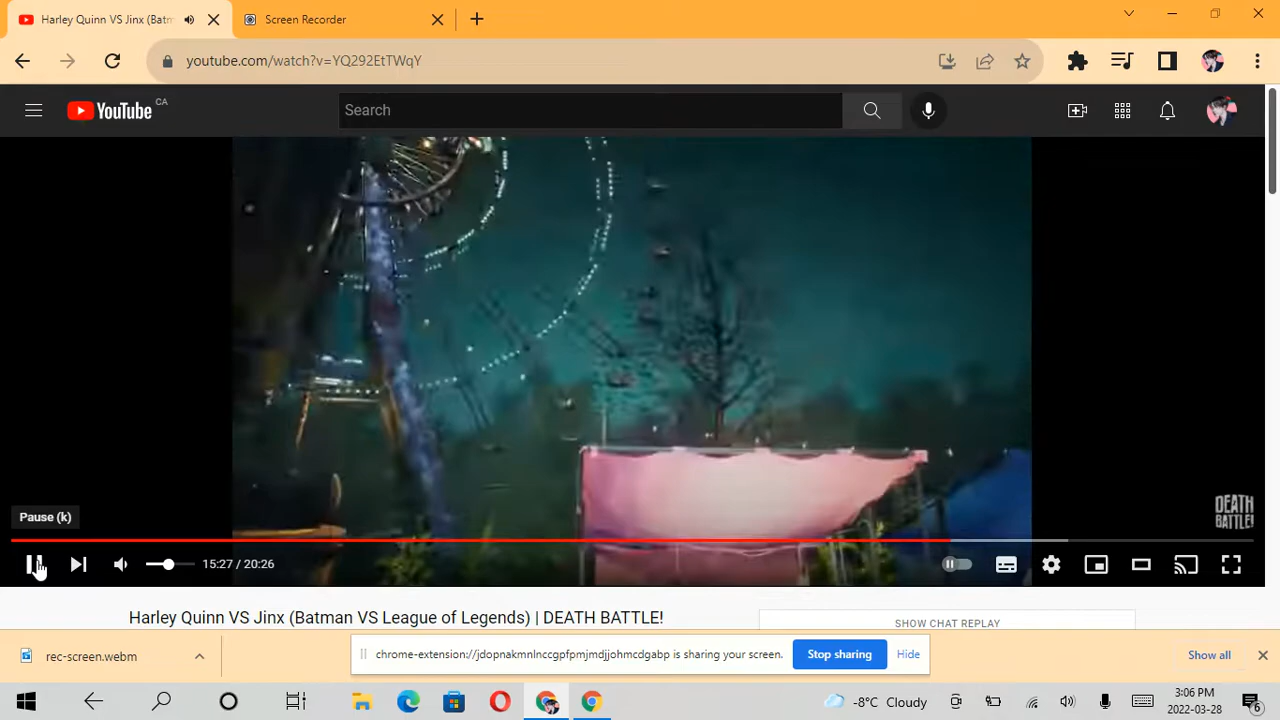 Harley Quinn VS Jinx (Batm
Screen Recorder
youtube.com/watch?v=YQ292EtTWqY
YouTube CA
Search
DEATH BATTLE!
Pause (k)
15:27 / 20:26
Harley Quinn VS Jinx (Batman VS League of Legends) | DEATH BATTLE!
SHOW CHAT REPLAY
rec-screen.webm
chrome-extension://jdopnakmnlnccgpfpmjmdjjohmcdgabp is sharing your screen.
Stop sharing
Hide
Show all
-8°C Cloudy
3:06 PM
2022-03-28
6